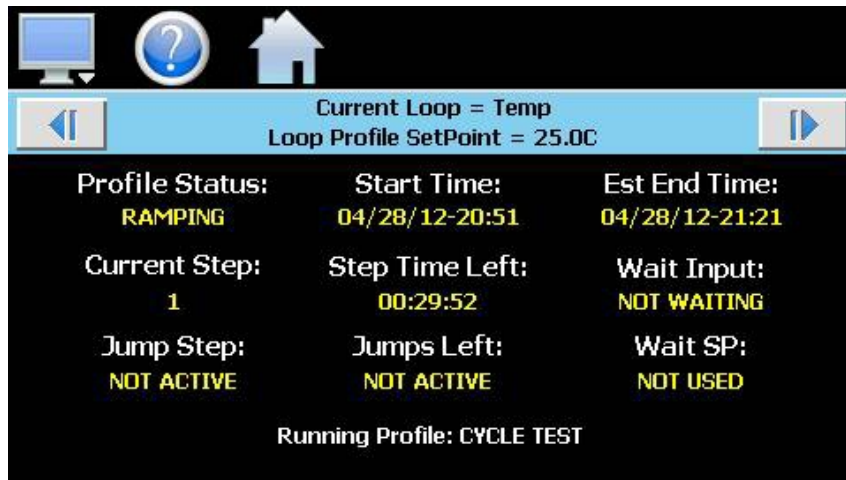 ?
Current Loop = Temp
Loop Profile SetPoint = 25.0C
Profile Status: Start Time: Est End Time:
RAMPING 04/28/12-20:51 04/28/12-21:21
Current Step: Step Time Left: Wait Input:
1 00:29:52 NOT WAITING
Jump Step: Jumps Left: Wait SP:
NOT ACTIVE NOT ACTIVE NOT USED
Running Profile: CYCLE TEST